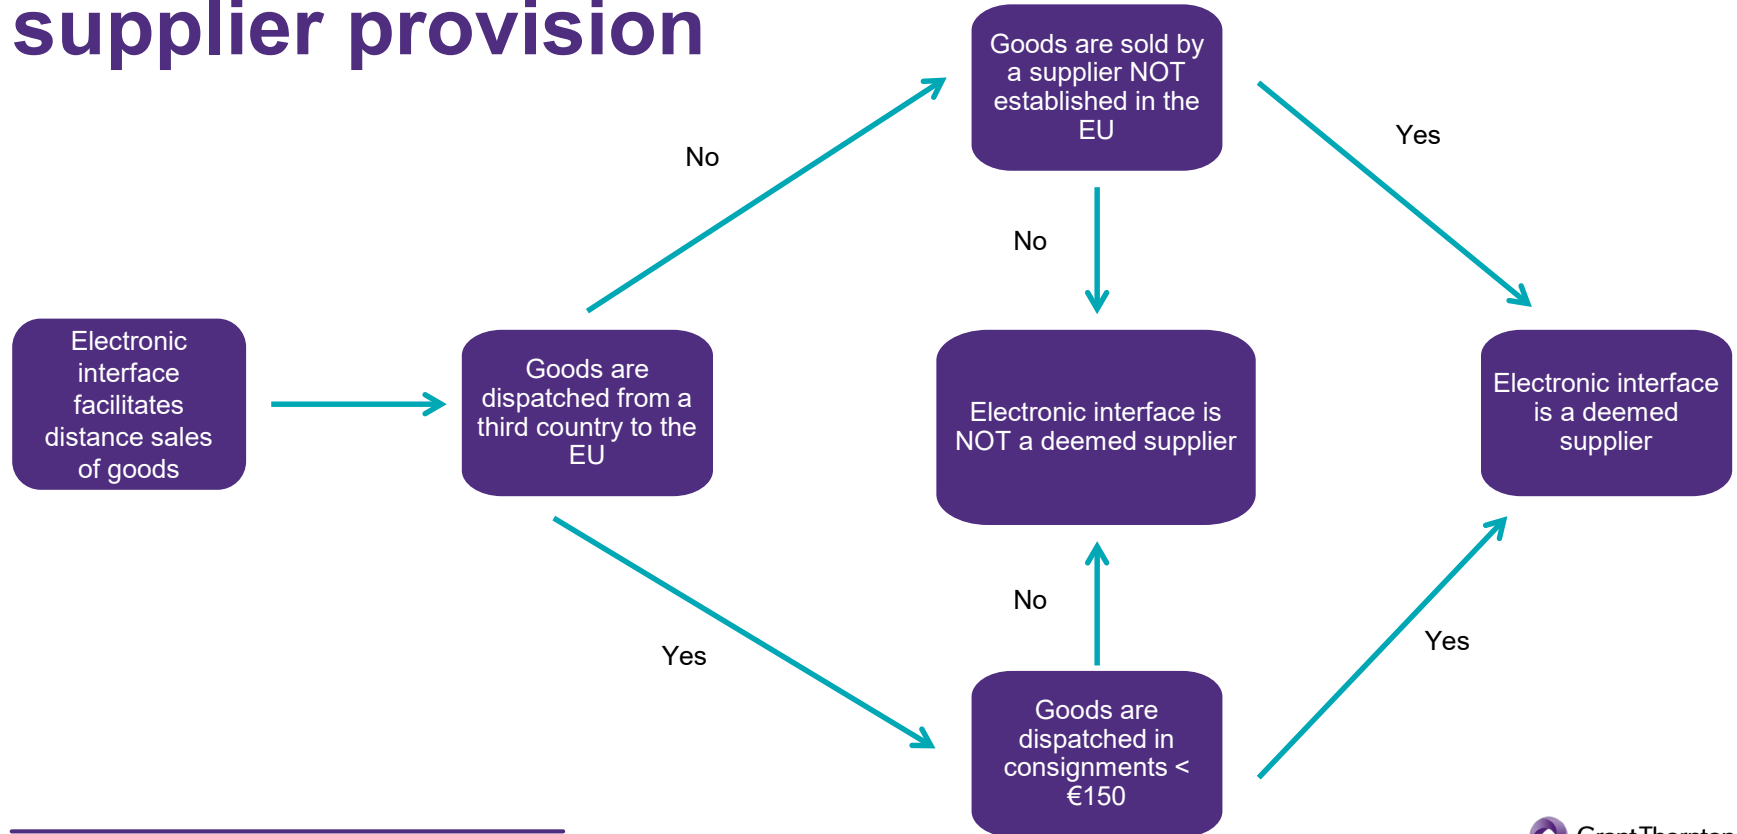 supplier provision
Goods are sold by
a supplier NOT
established in the
EU
No
Yes
No
Electronic
interface
facilitates
distance sales
of goods
Goods are
dispatched from a
third country to the
EU
Electronic interface is
NOT a deemed supplier
Electronic interface
is a deemed
supplier
No
Yes
Yes
Goods are
dispatched in
consignments <
€150
Grant Thornton